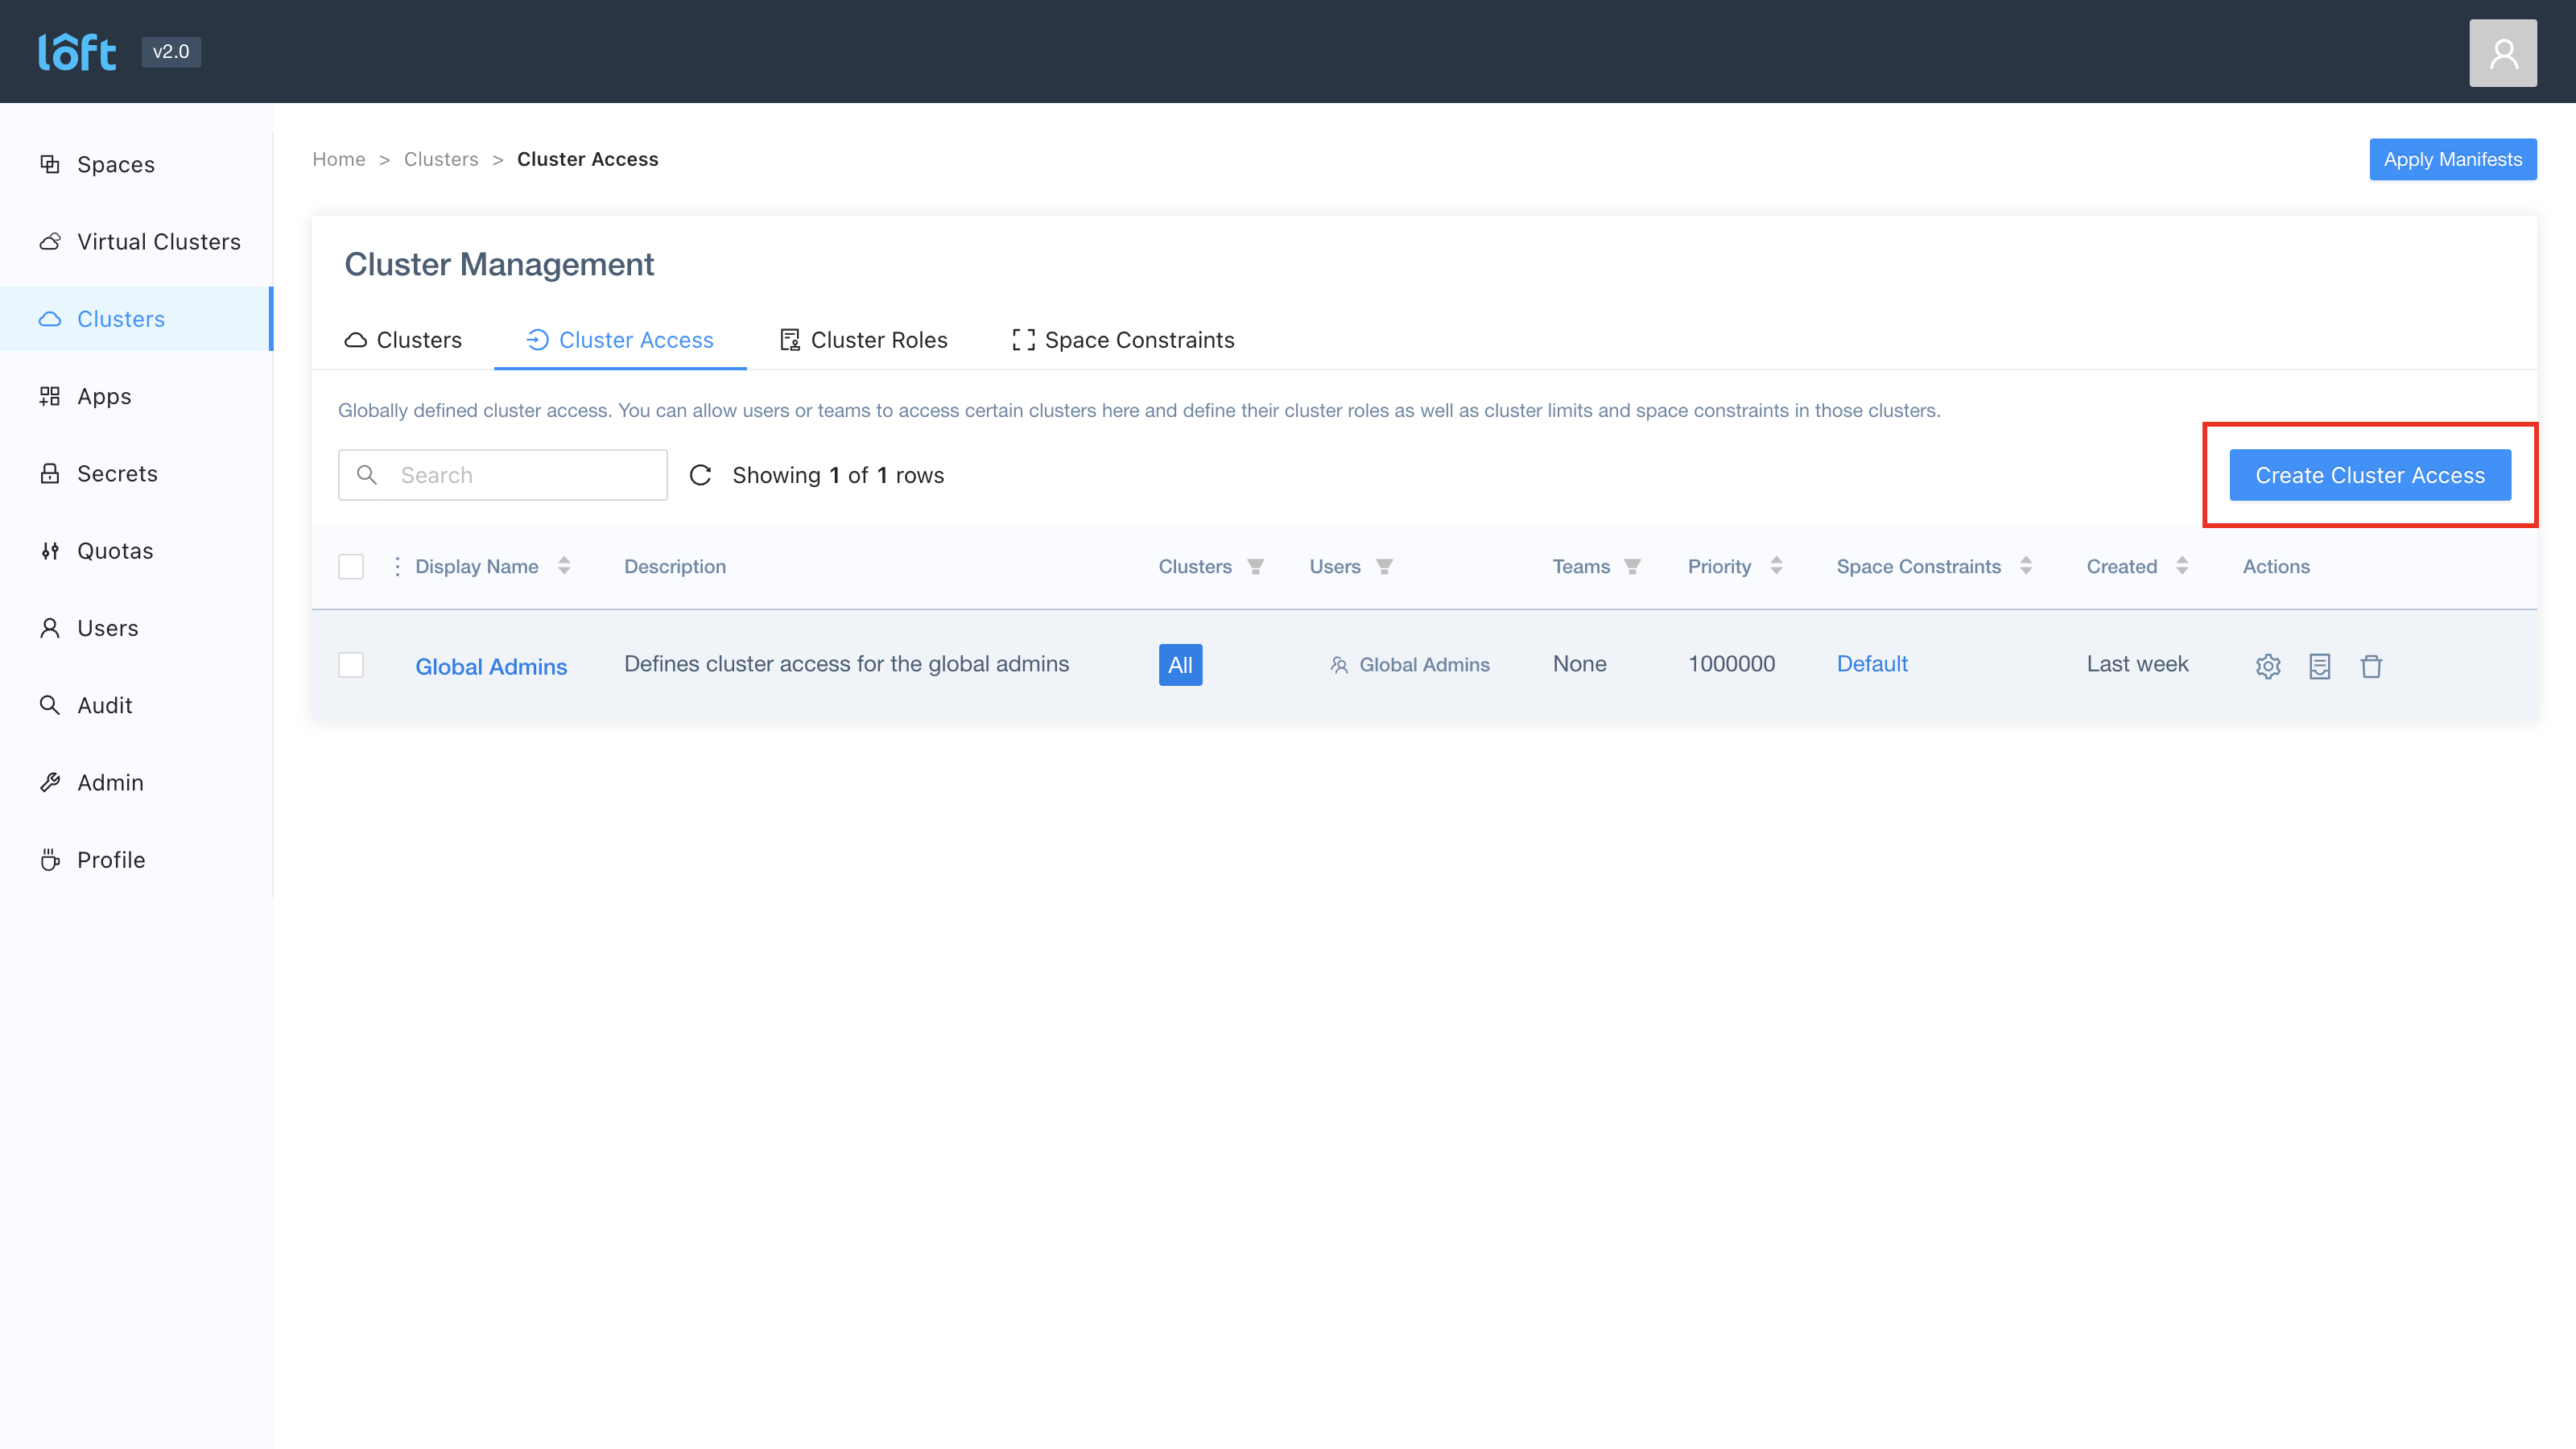 lôft v2.0
Spaces
Virtual Clusters
Clusters
Apps
Secrets
Quotas
Users
Audit
Admin
Profile
Home > Clusters > Cluster Access
Apply Manifests
Cluster Management
Clusters Cluster Access Cluster Roles Space Constraints
Globally defined cluster access. You can allow users or teams to access certain clusters here and define their cluster roles as well as cluster limits and space constraints in those clusters.
Search Showing 1 of 1 rows Create Cluster Access
Display Name Description Clusters Users Teams Priority Space Constraints Created Actions
Global Admins Defines cluster access for the global admins All Global Admins None 1000000 Default Last week